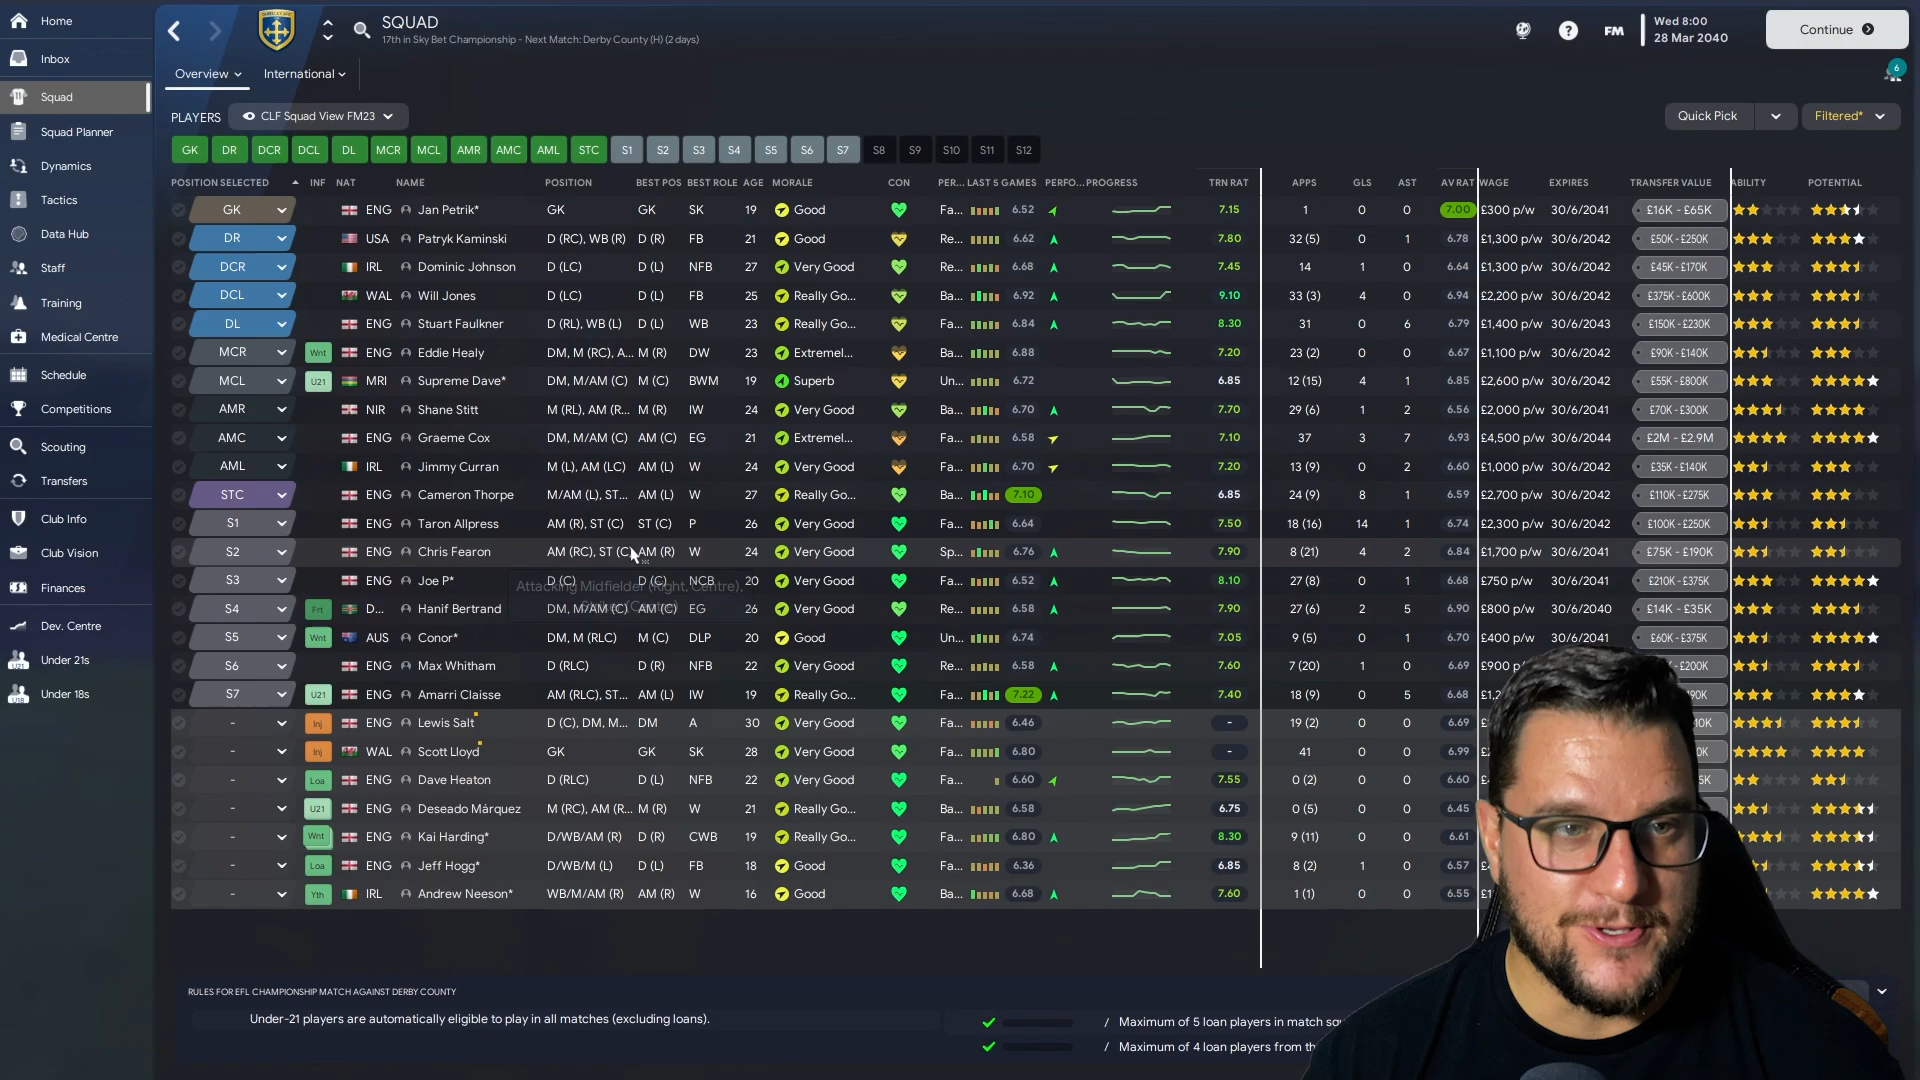 Home
Inbox
Squad
Squad Planner
Dynamics
Tactics
Data Hub
Staff
Training
Medical Centre
Schedule
Competitions
Scouting
Transfers
Club Info
Club Vision
Finances
Dev. Centre
Under 21s
Under 18s
SQUAD
17th in Sky Bet Championship - Next Match: Derby County (H) (2 days)
FM
Wed 8:00
28 Mar 2040
Continue
6
Overview International
PLAYERS CLF Squad View FM23 Quick Pick Filtered*
GK DR DCR DCL DL MCR MCL AMR AMC AML STC S1 S2 S3 S4 S5 S6 S7 S8 S9 S10 S11 S12
POSITION SELECTED INF NAT NAME POSITION BEST POS BEST ROLE AGE MORALE CON PER... LAST 5 GAMES PERFO... PROGRESS TRN RAT APPS GLS AST AV RAT WAGE EXPIRES TRANSFER VALUE ABILITY POTENTIAL
GK ENG Jan Petrik* GK GK SK 19 Good Fa... 6.52 7.15 1 0 0 7.00 £300 p/w 30/6/2041 £16K - £65K
DR USA Patryk Kaminski D (RC), WB (R) D (R) FB 21 Good Re... 6.62 7.80 32 (5) 0 1 6.78 £1,300 p/w 30/6/2042 £50K - £250K
DCR IRL Dominic Johnson D (LC) D (L) NFB 27 Very Good Re... 6.68 7.45 14 1 0 6.64 £1,300 p/w 30/6/2042 £45K - £170K
DCL WAL Will Jones D (LC) D (L) FB 25 Really Go... Ba... 6.92 9.10 33 (3) 4 0 6.94 £2,200 p/w 30/6/2042 £375K - £600K
DL ENG Stuart Faulkner D (RL), WB (L) D (L) WB 23 Really Go... Fa... 6.84 8.30 31 0 6 6.79 £1,400 p/w 30/6/2043 £150K - £230K
MCR Wnt ENG Eddie Healy DM, M (RC), A... M (R) DW 23 Extremel... Ba... 6.88 7.20 23 (2) 0 0 6.67 £1,100 p/w 30/6/2042 £90K - £140K
MCL U21 MRI Supreme Dave* DM, M/AM (C) M (C) BWM 19 Superb Un... 6.72 6.85 12 (15) 4 1 6.85 £2,600 p/w 30/6/2042 £55K - £800K
AMR NIR Shane Stitt M (RL), AM (R... M (R) IW 24 Very Good Ba... 6.70 7.70 29 (6) 1 2 6.56 £2,000 p/w 30/6/2041 £70K - £300K
AMC ENG Graeme Cox DM, M/AM (C) AM (C) EG 21 Extremel... Fa... 6.58 7.10 37 3 7 6.93 £4,500 p/w 30/6/2044 £2M - £2.9M
AML IRL Jimmy Curran M (L), AM (LC) AM (L) W 24 Very Good Fa... 6.70 7.20 13 (9) 0 2 6.60 £1,000 p/w 30/6/2042 £35K - £140K
STC ENG Cameron Thorpe M/AM (L), ST... AM (L) W 27 Really Go... Ba... 7.10 6.85 24 (9) 8 1 6.59 £2,700 p/w 30/6/2042 £110K - £275K
S1 ENG Taron Allpress AM (R), ST (C) ST (C) P 26 Very Good Fa... 6.64 7.50 18 (16) 14 1 6.74 £2,300 p/w 30/6/2042 £100K - £250K
S2 ENG Chris Fearon AM (RC), ST (C) AM (R) W 24 Very Good Sp... 6.76 7.90 8 (21) 4 2 6.84 £1,700 p/w 30/6/2041 £75K - £190K
S3 ENG Joe P* D (C) D (C) NCB 20 Very Good Fa... 6.52 8.10 27 (8) 0 1 6.68 £750 p/w 30/6/2041 £210K - £375K
Attacking Midfielder (Right, Centre),
S4 Frt D... Hanif Bertrand DM, M/AM (C) AM (C) EG 26 Very Good Re... 6.58 7.90 27 (6) 2 5 6.90 £800 p/w 30/6/2040 £14K - £35K
S5 Wnt AUS Conor* DM, M (RLC) M (C) DLP 20 Good Un... 6.74 7.05 9 (5) 0 1 6.70 £400 p/w 30/6/2041 £60K - £375K
S6 ENG Max Whitham D (RLC) D (R) NFB 22 Very Good Re... 6.58 7.60 7 (20) 1 0 6.69 £900 p/w - £200K
S7 U21 ENG Amarri Claisse AM (RLC), ST... AM (L) IW 19 Really Go... Fa... 7.22 7.40 18 (9) 0 5 6.68
- Inj ENG Lewis Salt D (C), DM, M... DM A 30 Very Good Fa... 6.46 - 19 (2) 0 0 6.69
- Inj WAL Scott Lloyd GK GK SK 28 Very Good Fa... 6.80 - 41 0 0 6.99
- Loa ENG Dave Heaton D (RLC) D (L) NFB 22 Very Good Fa... 6.60 7.55 0 (2) 0 0 6.60
- U21 ENG Deseado Márquez M (RC), AM (R... M (R) W 21 Really Go... Ba... 6.58 6.75 0 (5) 0 0 6.45
- Wnt ENG Kai Harding* D/WB/AM (R) D (R) CWB 19 Really Go... Fa... 6.80 8.30 9 (11) 0 0 6.61
- Loa ENG Jeff Hogg* D/WB/M (L) D (L) FB 18 Good Fa... 6.36 6.85 8 (2) 1 0 6.57
- Yth IRL Andrew Neeson* WB/M/AM (R) AM (R) W 16 Good Ba... 6.68 7.60 1 (1) 0 0 6.55
RULES FOR EFL CHAMPIONSHIP MATCH AGAINST DERBY COUNTY
Under-21 players are automatically eligible to play in all matches (excluding loans).
/ Maximum of 5 loan players in match squ
/ Maximum of 4 loan players from th